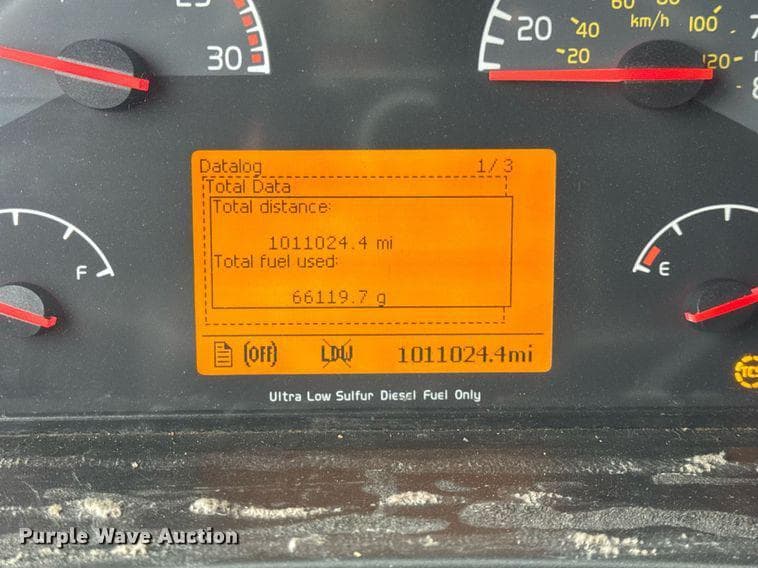 25
30
20
40
20
60
80
km/h
100
120
Datalog 1/3
Total Data
Total distance:
1011024.4 mi
Total fuel used:
66119.7 g
(OFF) LDW 1011024.4mi
F
E
Ultra Low Sulfur Diesel Fuel Only
Purple Wave Auction